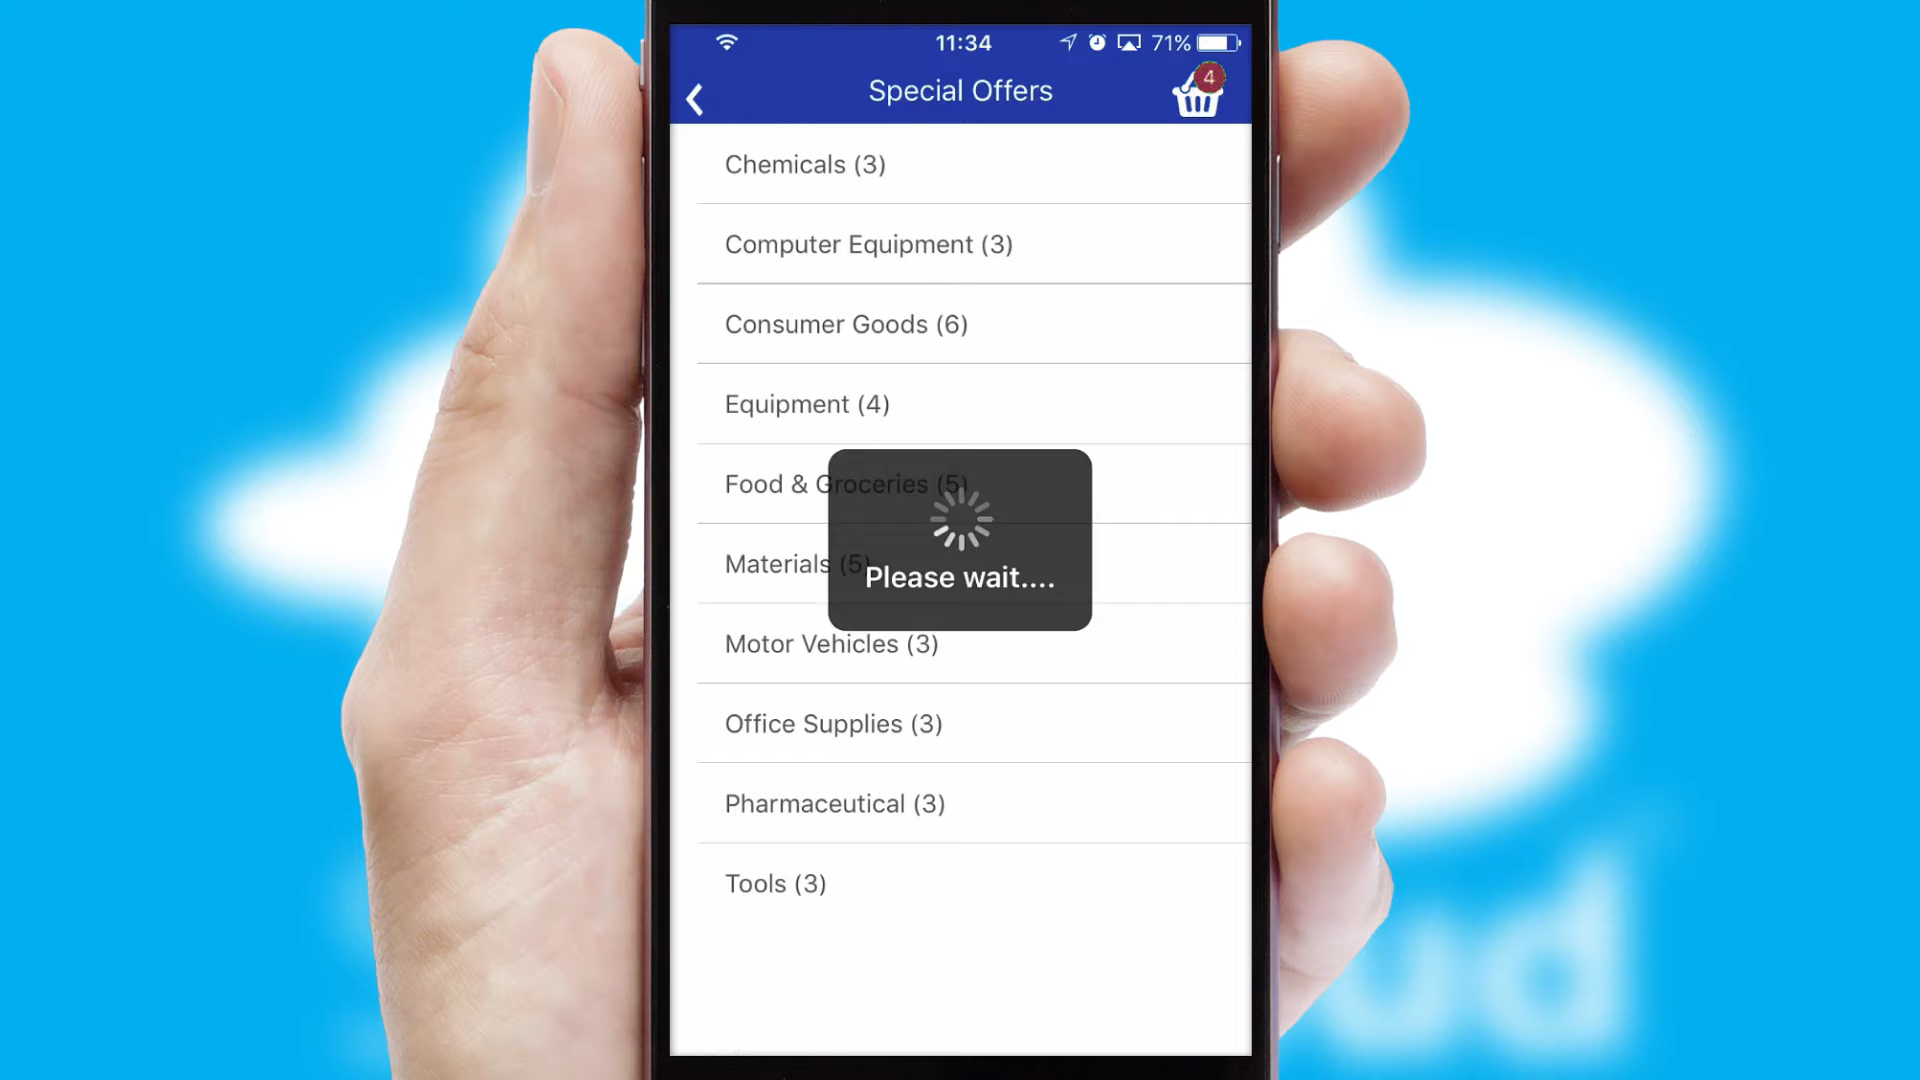 11:34
71%
Special Offers
4
Chemicals (3)
Computer Equipment (3)
Consumer Goods (6)
Equipment (4)
Food & Groceries (5)
Materials (5)
Please wait....
Motor Vehicles (3)
Office Supplies (3)
Pharmaceutical (3)
Tools (3)
ud